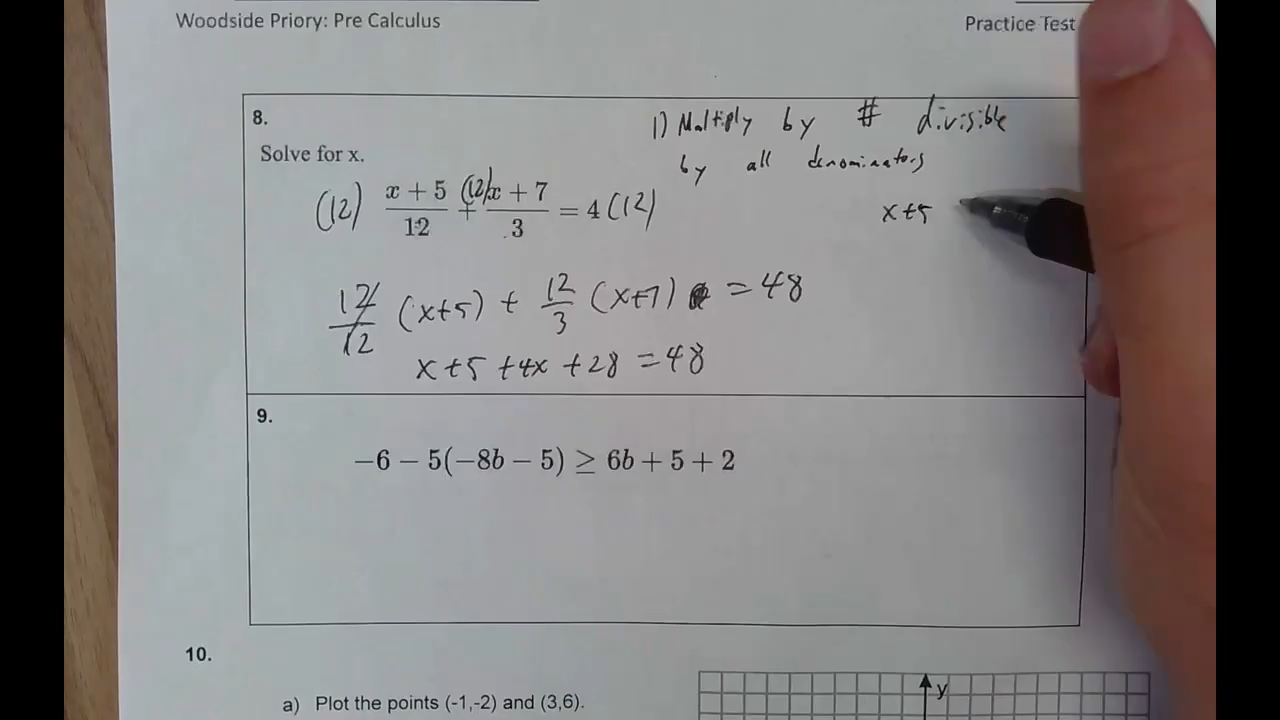 Woodside Priory: Pre Calculus
Practice Test
8.
1) Multiply by # divisible
by all denominators
Solve for x.
(12) x + 5 / 12 + (12) x + 7 / 3 = 4 (12)
x+5
12/12 (x+5) + 12/3 (x+7) = 48
x+5 +4x +28 =48
9.
−6 − 5(−8b − 5) ≥ 6b + 5 + 2
10.
a) Plot the points (-1,-2) and (3,6).
y